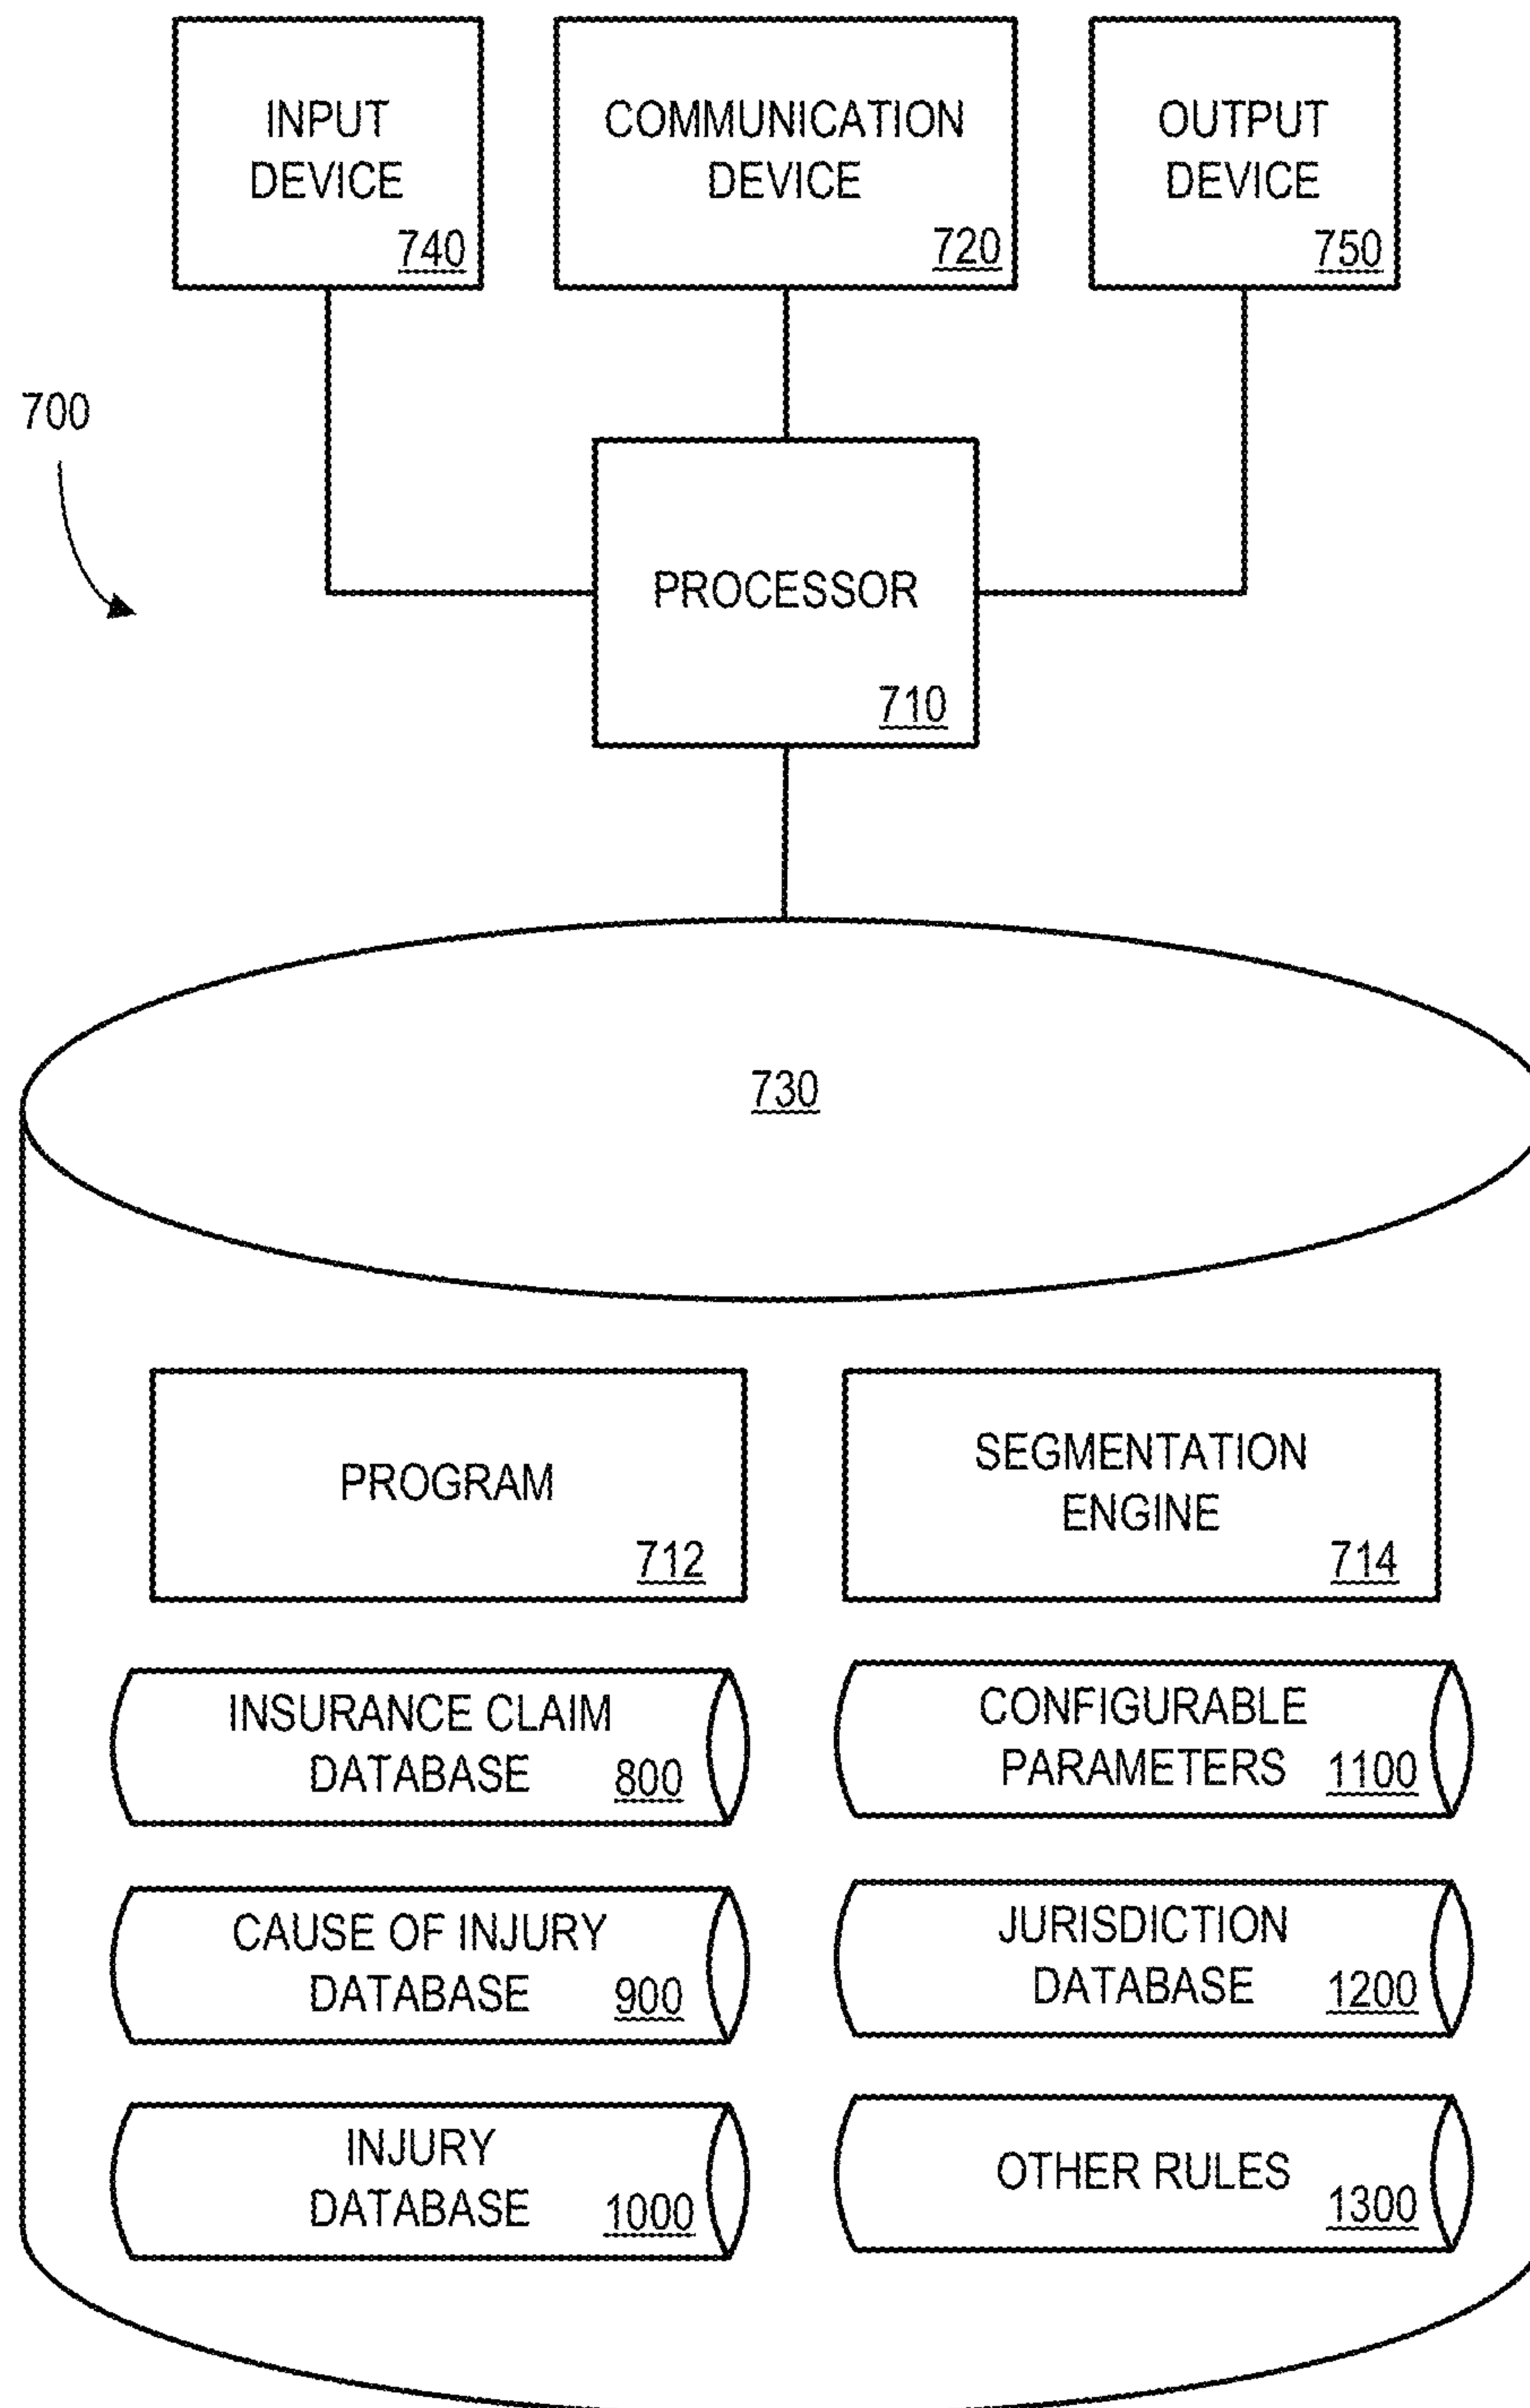 INPUT
DEVICE
740
COMMUNICATION
DEVICE
720
OUTPUT
DEVICE
750
700
PROCESSOR
710
730
PROGRAM
712
SEGMENTATION
ENGINE
714
INSURANCE CLAIM
DATABASE
800
CONFIGURABLE
PARAMETERS
1100
CAUSE OF INJURY
DATABASE
900
JURISDICTION
DATABASE
1200
INJURY
DATABASE
1000
OTHER RULES
1300